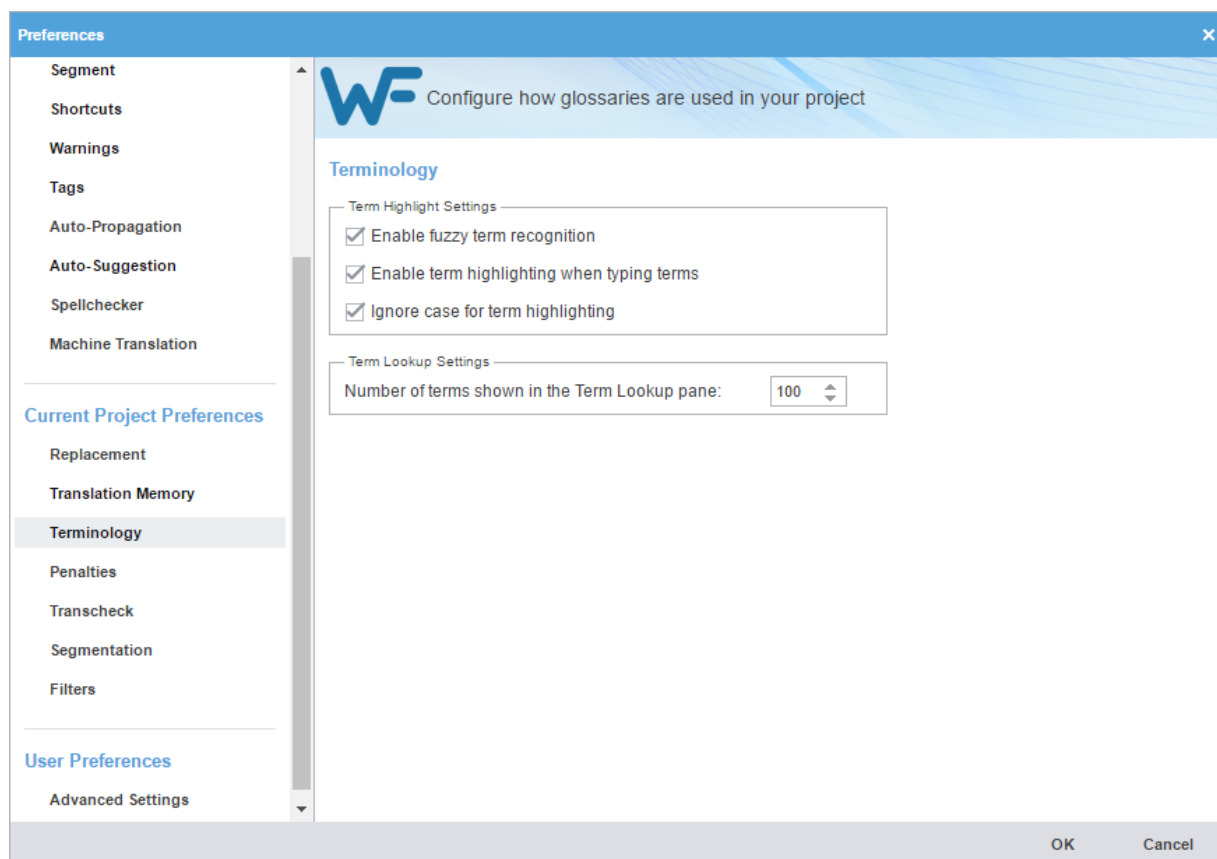 Preferences
Segment
Shortcuts
Warnings
Tags
Auto-Propagation
Auto-Suggestion
Spellchecker
Machine Translation
Current Project Preferences
Replacement
Translation Memory
Terminology
Penalties
Transcheck
Segmentation
Filters
User Preferences
Advanced Settings
WF
Configure how glossaries are used in your project
Terminology
Term Highlight Settings
Enable fuzzy term recognition
Enable term highlighting when typing terms
Ignore case for term highlighting
Term Lookup Settings
Number of terms shown in the Term Lookup pane: 100
OK Cancel